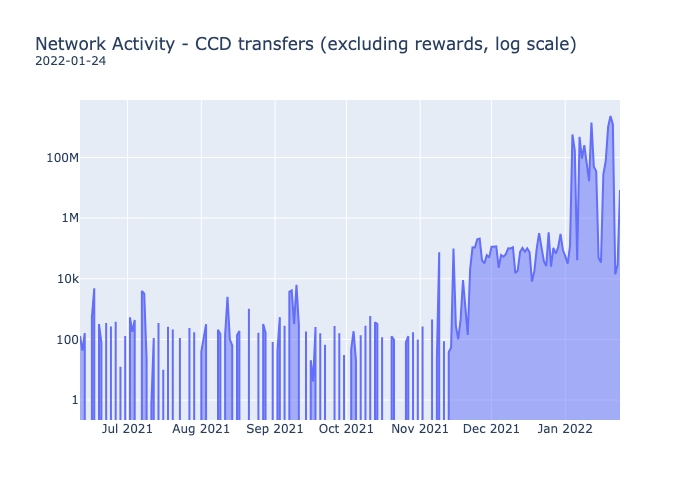 Network Activity - CCD transfers (excluding rewards, log scale)
2022-01-24
100M
1M
10k
100
1
Jul 2021 Aug 2021 Sep 2021 Oct 2021 Nov 2021 Dec 2021 Jan 2022